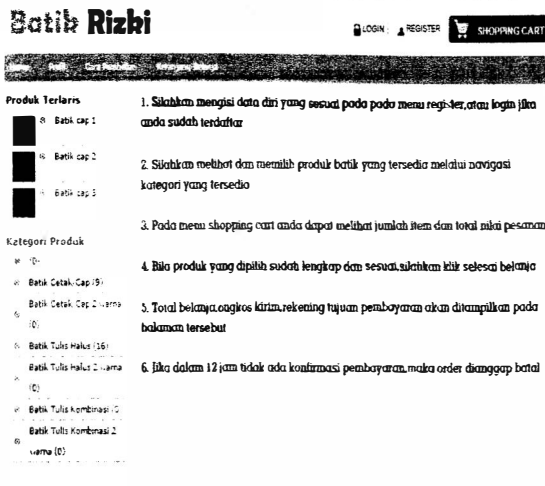 Batik Rizki
LOGIN REGISTER SHOPPING CART
Produk Terlaris
Batik cap 1
Batik cap 2
Batik cap 3
Kategori Produk
(0)
Batik Cetak Cap (9)
Batik Cetak Cap 2 warna
(0)
Batik Tulis Halus (16)
Batik Tulis Halus 2 warna
(0)
Batik Tulis Kombinasi
Batik Tulis Kombinasi 2
warna (0)
1. Silahkan mengisi data diri yang sesuai pada pada menu register,atau login jika
anda sudah terdaftar
2. Silahkan melihat dan memilih produk batik yang tersedia melalui navigasi
kategori yang tersedia
3. Pada menu shopping cart anda dapat melihat jumlah item dan total nilai pesanan
4. Bila produk yang dipilih sudah lengkap dan sesuai,silahkan klik selesai belanja
5. Total belanja,ongkos kirim,rekening tujuan pembayaran akan ditampilkan pada
halaman tersebut
6. Jika dalam 12 jam tidak ada konfirmasi pembayaran,maka order dianggap batal